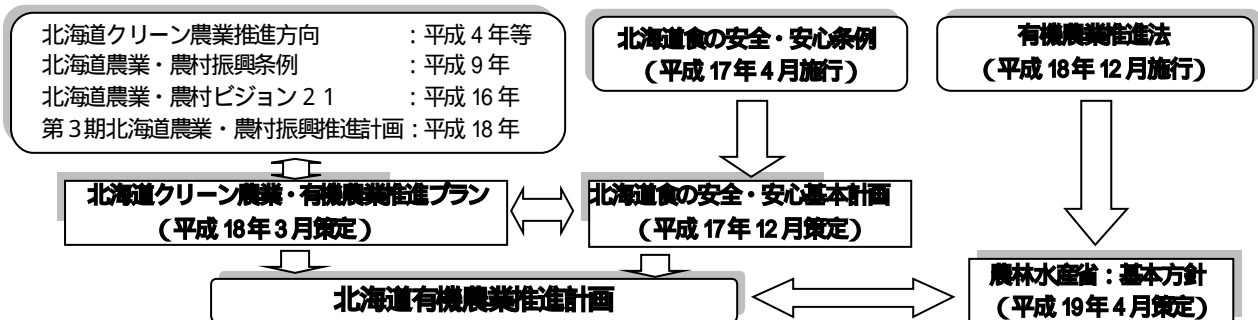 北海道クリーン農業推進方向　　　：平成４年等
北海道農業・農村振興条例　　　　：平成９年
北海道農業・農村ビジョン２１　　：平成 16 年
第３期北海道農業・農村振興推進計画：平成 18 年
北海道食の安全・安心条例
（平成 17 年４月施行）
有機農業推進法
（平成 18 年 12 月施行）
北海道クリーン農業・有機農業推進プラン
（平成 18 年３月策定）
北海道食の安全・安心基本計画
（平成 17 年 12 月策定）
北海道有機農業推進計画
農林水産省：基本方針
（平成 19 年４月策定）